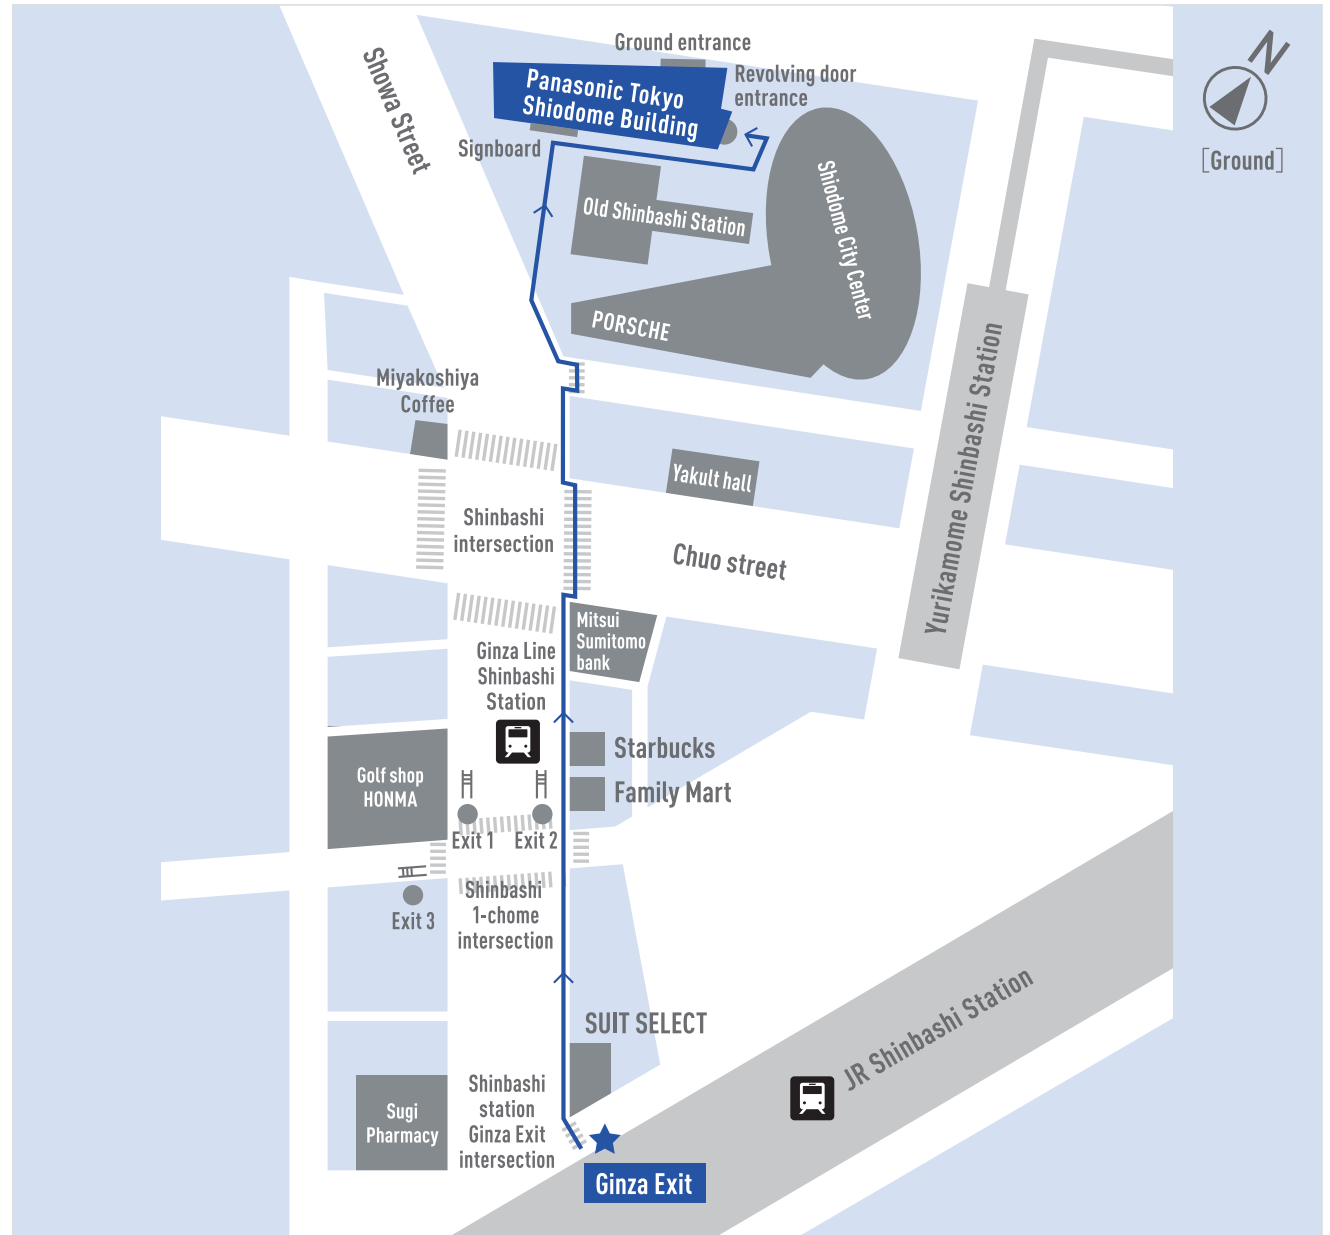 Ground entrance
N
Showa Street
Panasonic Tokyo
Shiodome Building
Revolving door
entrance
Signboard
[Ground]
Old Shinbashi Station
Shiodome City Center
PORSCHE
Miyakoshiya
Coffee
Yurikamome Shinbashi Station
Yakult hall
Shinbashi
intersection
Chuo street
Mitsui
Sumitomo
bank
Ginza Line
Shinbashi
Station
Starbucks
Golf shop
HONMA
Family Mart
Exit 1
Exit 2
Shinbashi
1-chome
intersection
Exit 3
SUIT SELECT
JR Shinbashi Station
Shinbashi
station
Ginza Exit
intersection
Sugi
Pharmacy
Ginza Exit